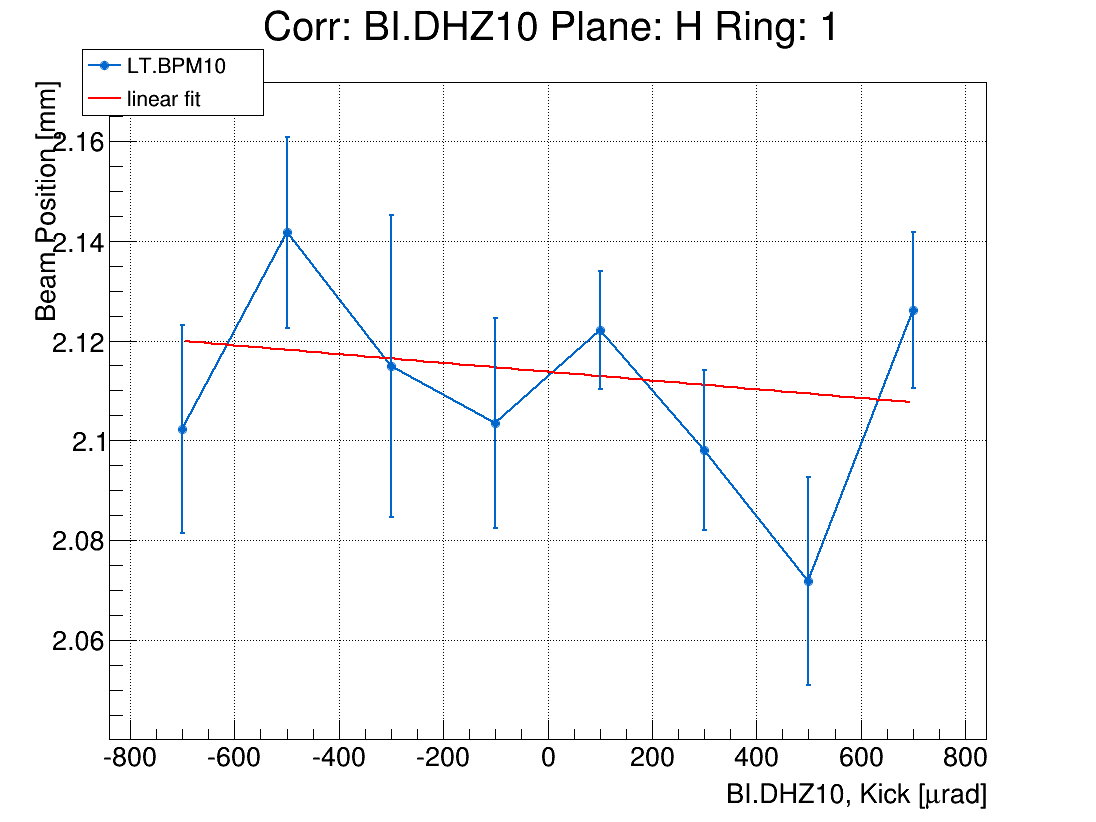 Corr: BI.DHZ10 Plane: H Ring: 1
LT.BPM10
linear fit
Beam Position [mm]
2.16
2.14
2.12
2.1
2.08
2.06
-800 -600 -400 -200 0 200 400 600 800
BI.DHZ10, Kick [μrad]